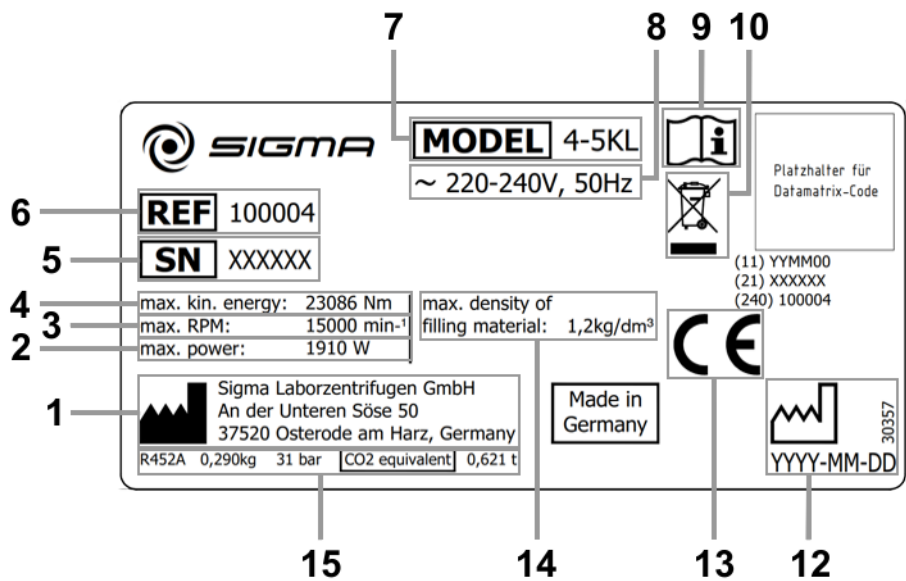 7
8
9
10
SIGMA
MODEL 4-5KL
~ 220-240V, 50Hz
Platzhalter für
Datamatrix-Code
6
REF 100004
5
SN XXXXXX
(11) YYMM00
(21) XXXXXX
(240) 100004
4
max. kin. energy: 23086 Nm
3
max. RPM: 15000 min-¹
2
max. power: 1910 W
max. density of
filling material: 1,2kg/dm³
CE
1
Sigma Laborzentrifugen GmbH
An der Unteren Söse 50
37520 Osterode am Harz, Germany
Made in
Germany
30357
YYYY-MM-DD
R452A 0,290kg 31 bar CO2 equivalent 0,621 t
15
14
13
12